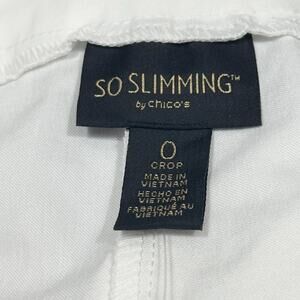 SO SLIMMING™
by chico's
0
CROP
MADE IN
VIETNAM
HECHO EN
VIETNAM
FABRIQUÉ AU
VIETNAM